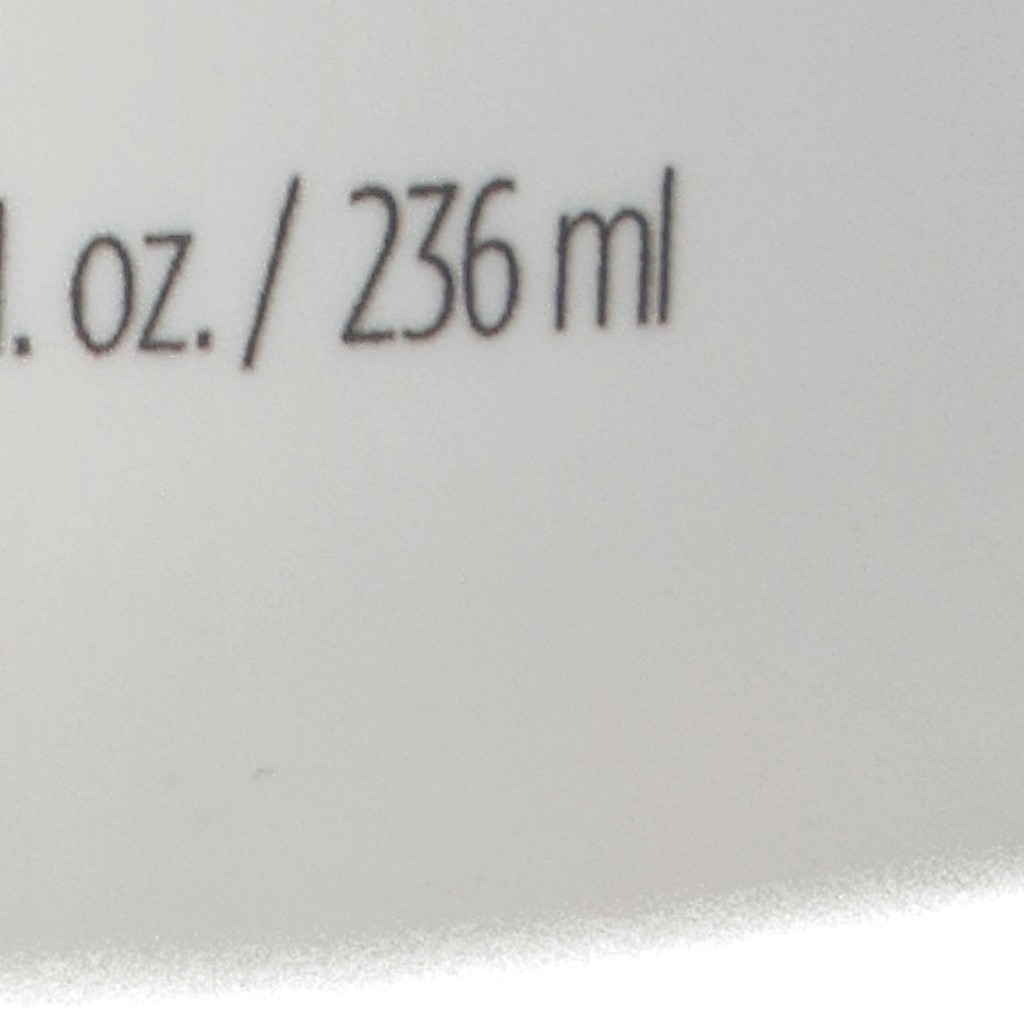 l. oz. / 236 ml